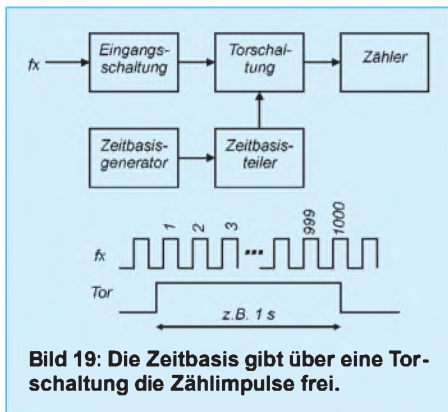 Eingangs-
schaltung
Torschal-
tung
Zähler
fx
Zeitbasis-
generator
Zeitbasis-
teiler
1 2 3 ... 999 1000
fx
Tor
z.B. 1 s
Bild 19: Die Zeitbasis gibt über eine Tor-
schaltung die Zählimpulse frei.